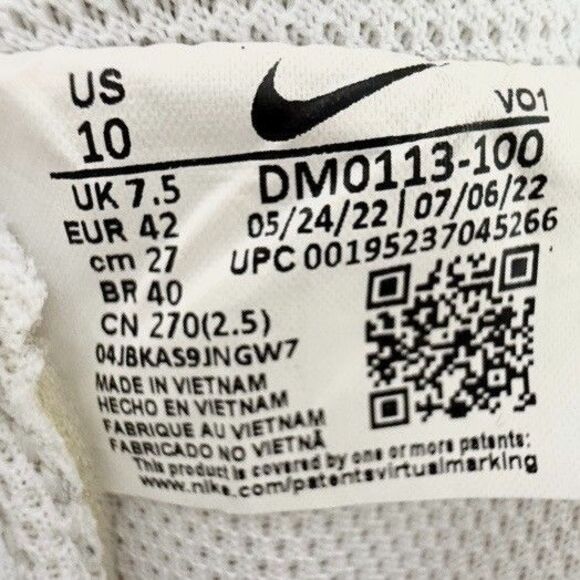 US
10
V01
UK 7.5
EUR 42
cm 27
BR 40
CN 270(2.5)
DM0113-100
05/24/22 | 07/06/22
UPC 00195237045266
04JBKAS9JNGW7
MADE IN VIETNAM
HECHO EN VIETNAM
FABRIQUE AU VIETNAM
FABRICADO NO VIETNÃ
This product is covered by one or more patents:
www.nike.com/patentsvirtualmarking